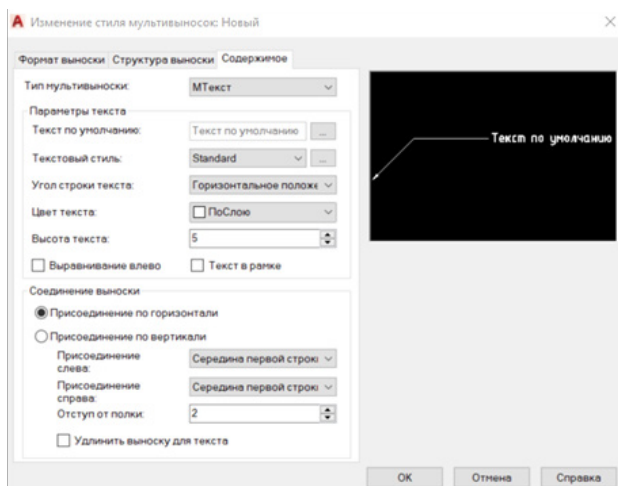 Изменение стиля мультивыносок: Новый
Формат выноски Структура выноски Содержимое
Тип мультивыноски: МТекст
Параметры текста
Текст по умолчанию: Текст по умолчанию ...
Текстовый стиль: Standard ...
Угол строки текста: Горизонтальное положе
Цвет текста: ПоСлою
Высота текста: 5
Выравнивание влево Текст в рамке
Соединение выноски
Присоединение по горизонтали
Присоединение по вертикали
Присоединение слева: Середина первой строки
Присоединение справа: Середина первой строки
Отступ от полки: 2
Удлинить выноску для текста
Текст по умолчанию
OK Отмена Справка